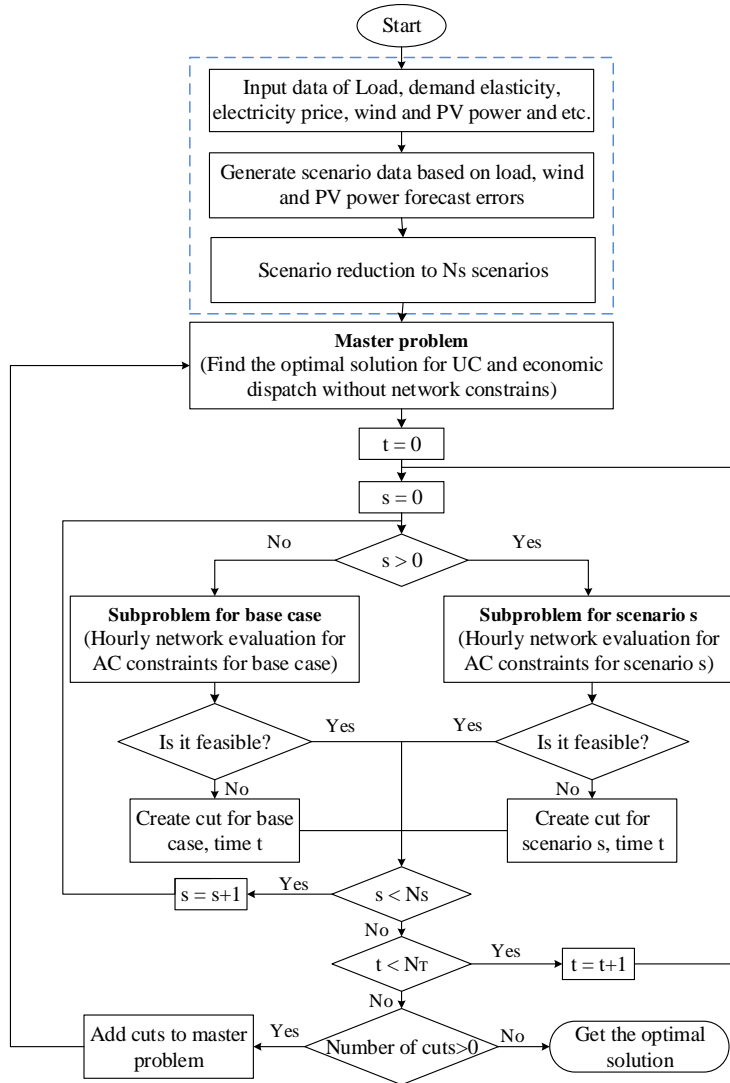 Start
Input data of Load, demand elasticity,
electricity price, wind and PV power and etc.
Generate scenario data based on load, wind
and PV power forecast errors
Scenario reduction to Ns scenarios
Master problem
(Find the optimal solution for UC and economic
dispatch without network constrains)
t = 0
s = 0
No
s > 0
Yes
Subproblem for base case
(Hourly network evaluation for
AC constraints for base case)
Subproblem for scenario s
(Hourly network evaluation for
AC constraints for scenario s)
Is it feasible?
Yes
Yes
Is it feasible?
No
No
Create cut for base
case, time t
Create cut for
scenario s, time t
s = s+1
Yes
s < Ns
No
t < NT
Yes
t = t+1
No
Add cuts to master
problem
Yes
Number of cuts>0
No
Get the optimal
solution